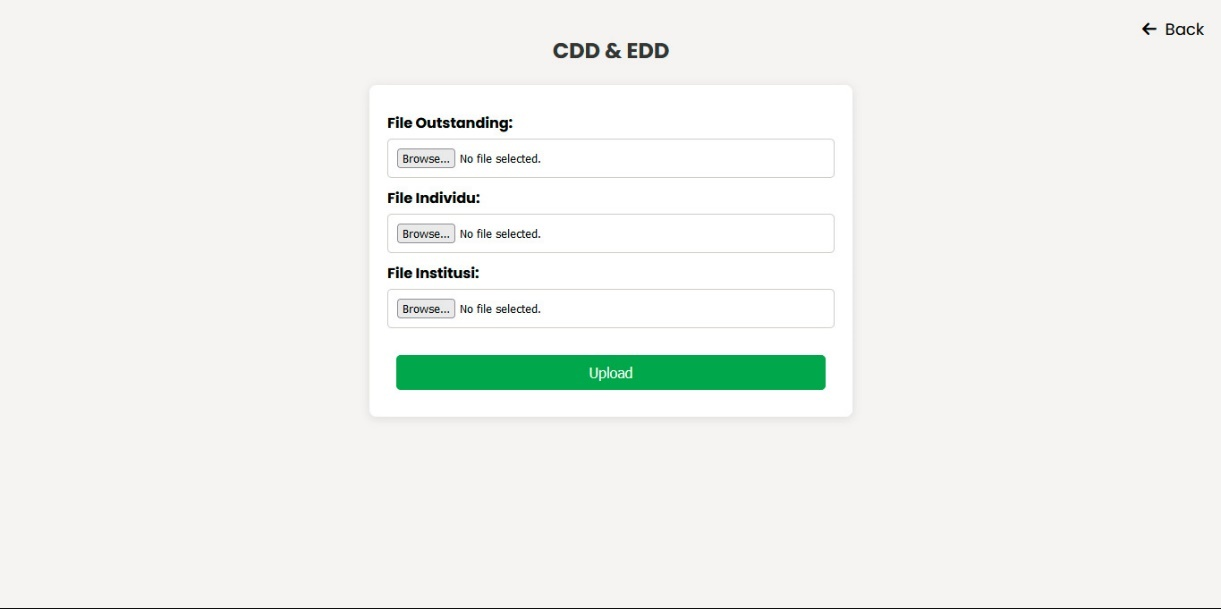 Back
CDD & EDD
File Outstanding:
Browse... No file selected.
File Individu:
Browse... No file selected.
File Institusi:
Browse... No file selected.
Upload